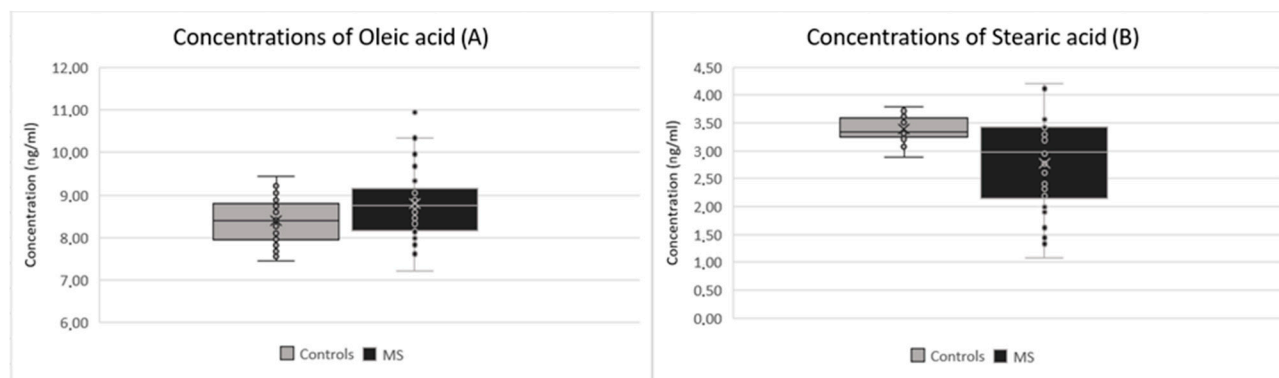 Concentrations of Oleic acid (A)
Concentration (ng/ml)
12,00
11,00
10,00
9,00
8,00
7,00
6,00
Controls MS
Concentrations of Stearic acid (B)
Concentration (ng/ml)
4,50
4,00
3,50
3,00
2,50
2,00
1,50
1,00
0,50
0,00
Controls MS